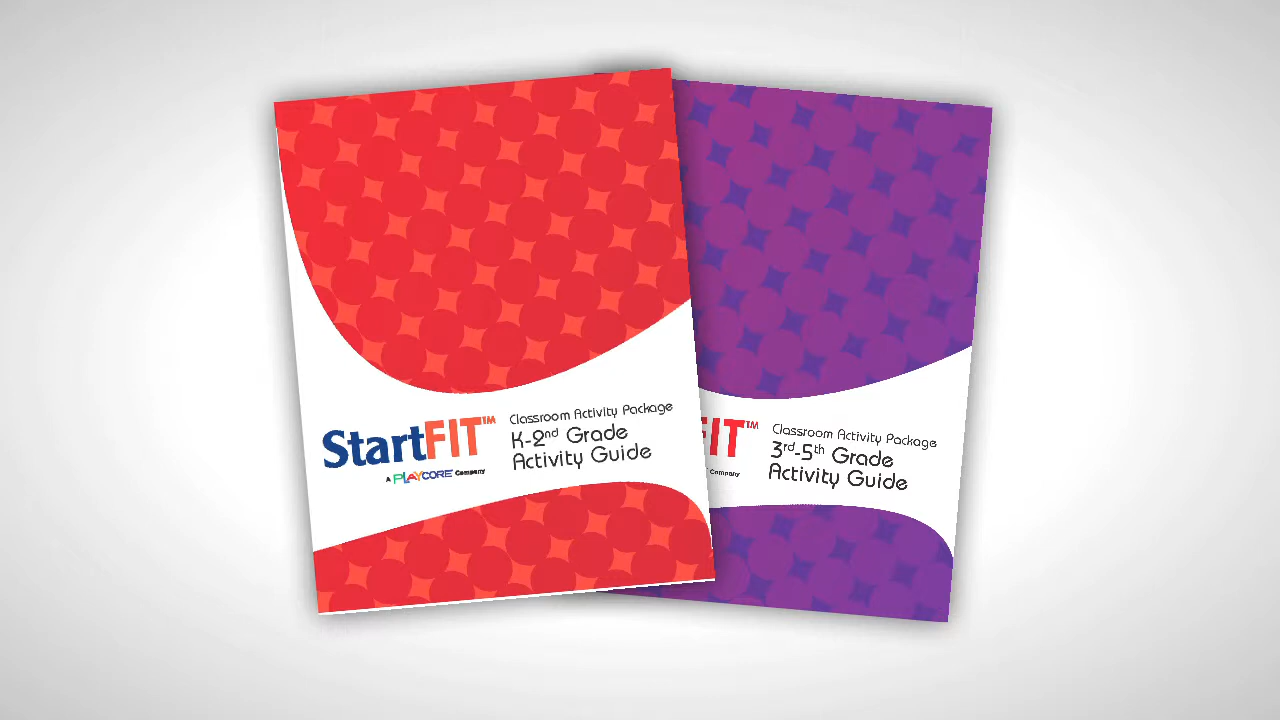 StartFIT™
A PLAYCORE Company
Classroom Activity Package
K-2nd Grade
Activity Guide
FIT™
Company
Classroom Activity Package
3rd-5th Grade
Activity Guide